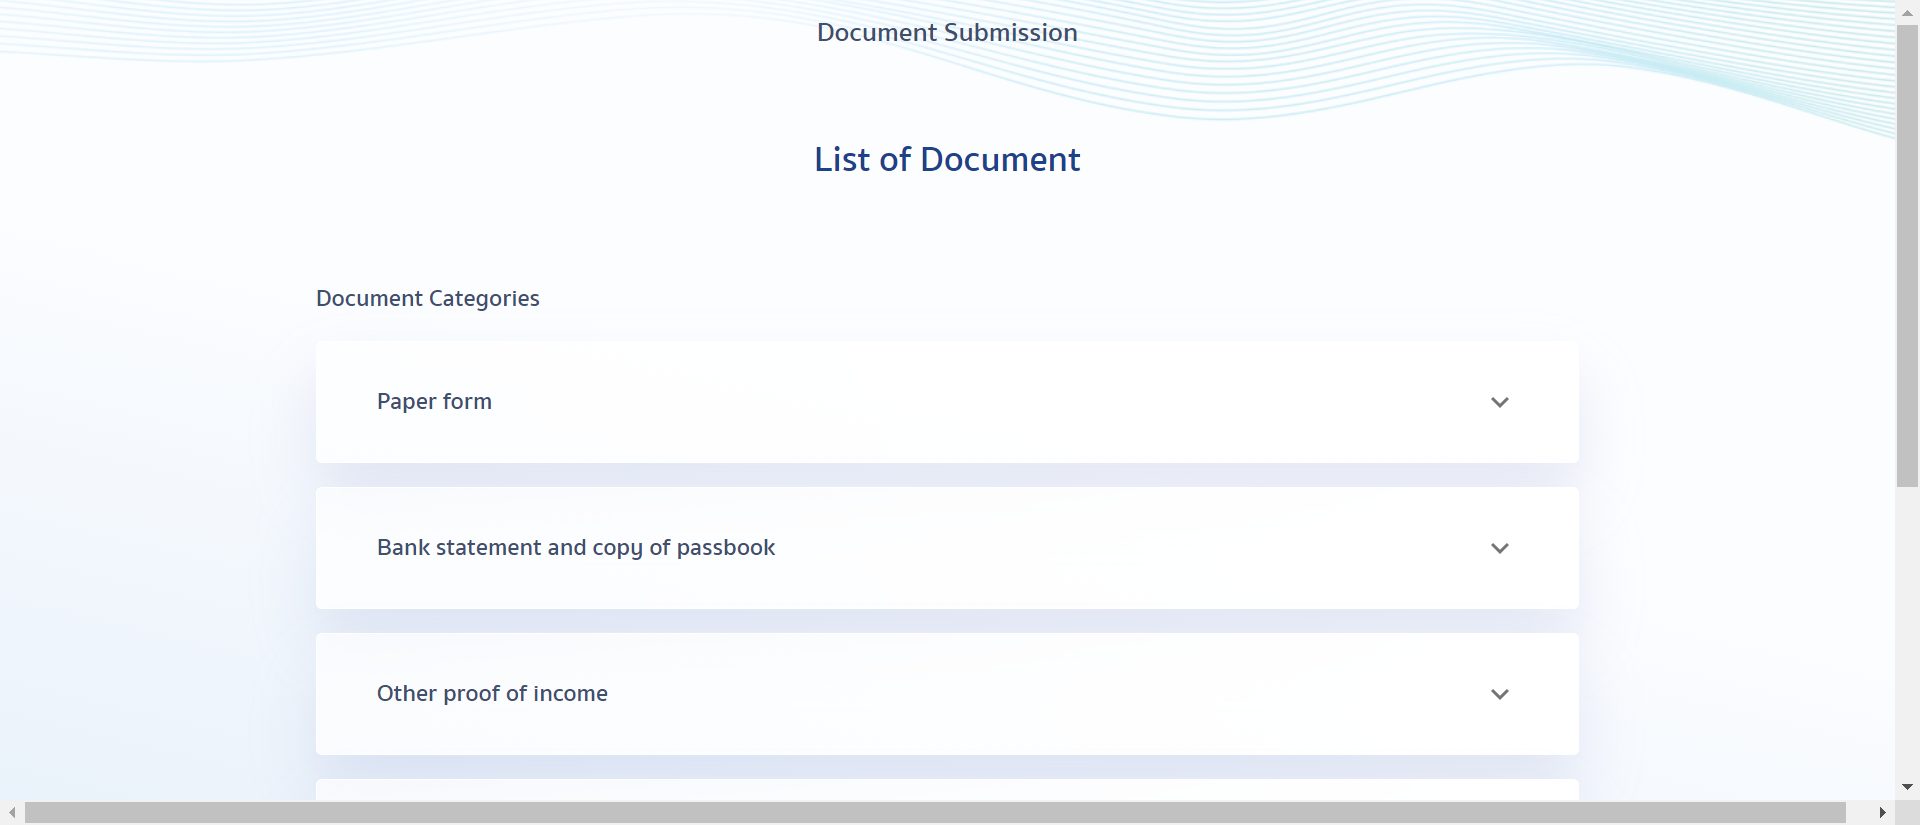 Document Submission
List of Document
Document Categories
Paper form
Bank statement and copy of passbook
Other proof of income